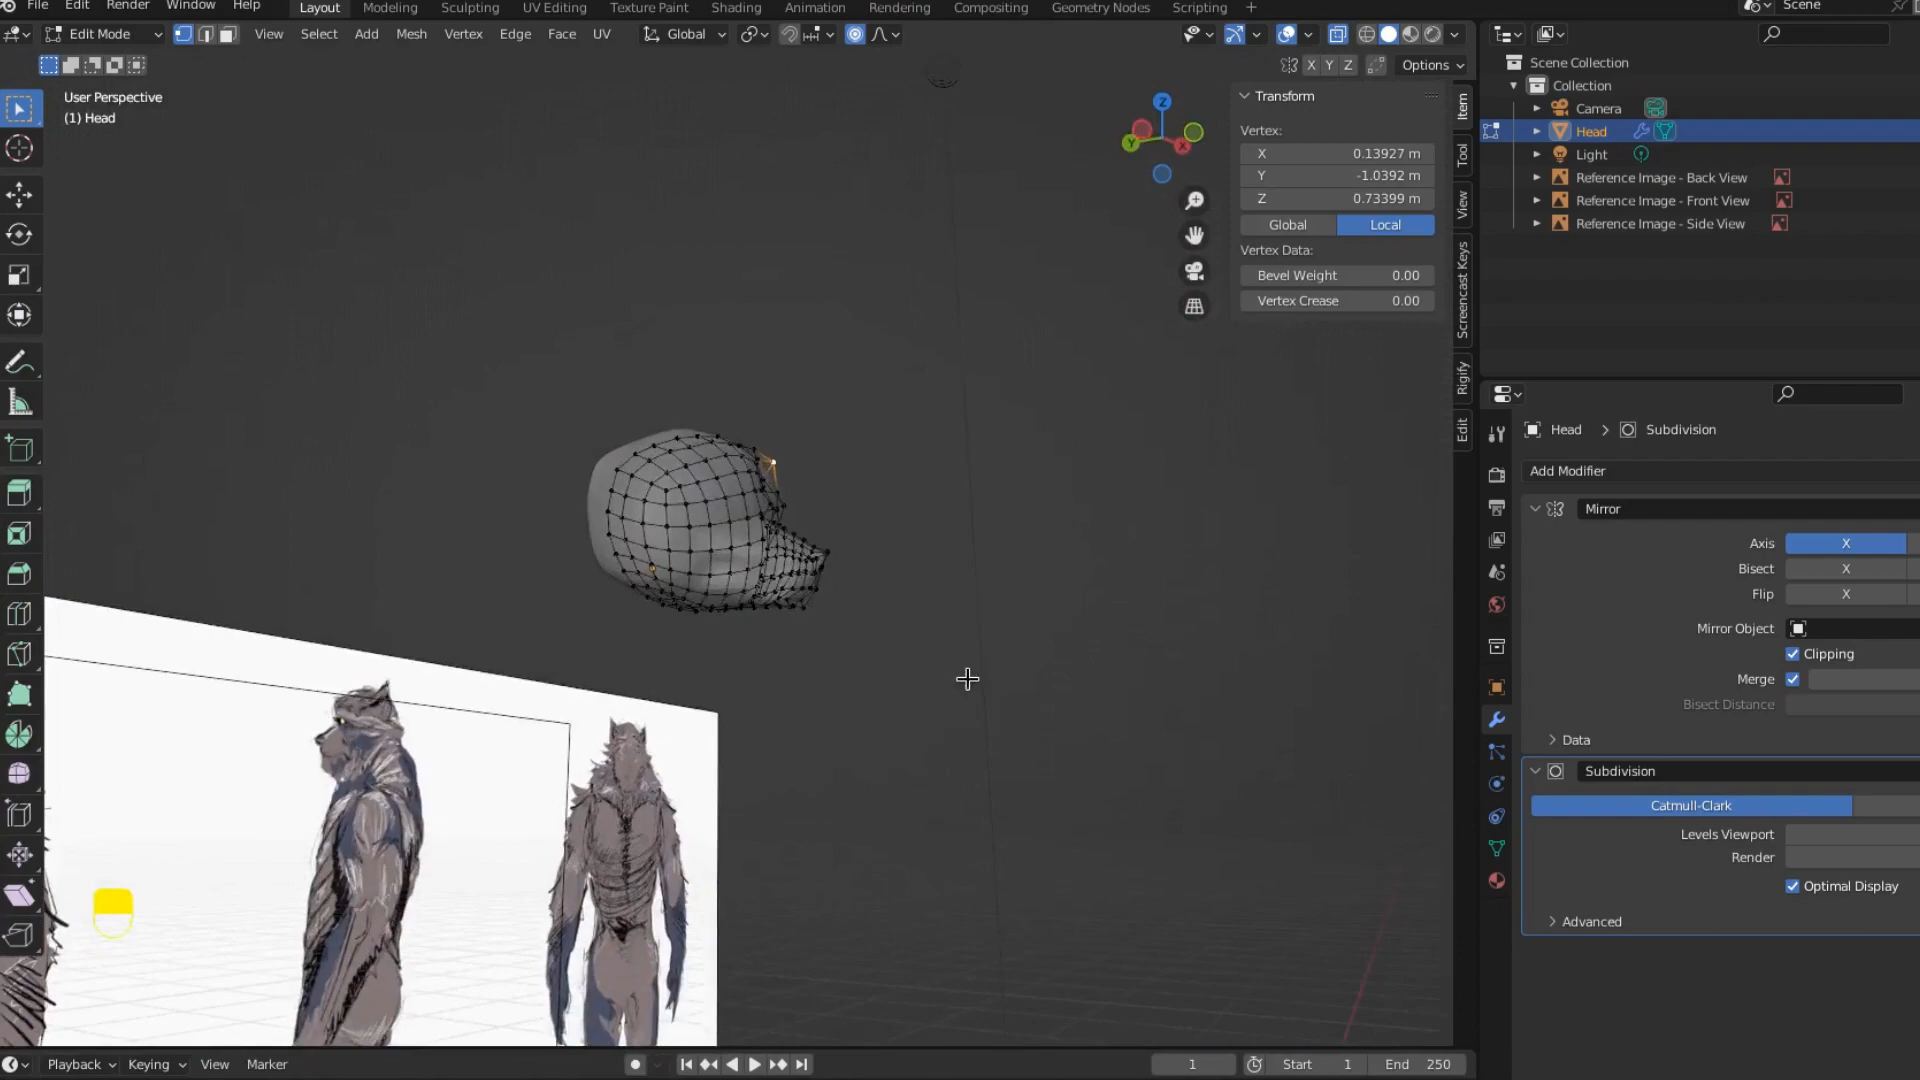 File Edit Render Window Help Layout Modeling Sculpting UV Editing Texture Paint Shading Animation Rendering Compositing Geometry Nodes Scripting + Scene
Edit Mode View Select Add Mesh Vertex Edge Face UV Global
X Y Z Options
User Perspective
(1) Head
Transform
Vertex:
X 0.13927 m
Y -1.0392 m
Z 0.73399 m
Global Local
Vertex Data:
Bevel Weight 0.00
Vertex Crease 0.00
Item
Tool
View
Screencast Keys
Rigify
Edit
Z
Y
X
Scene Collection
Collection
Camera
Head
Light
Reference Image - Back View
Reference Image - Front View
Reference Image - Side View
Head > Subdivision
Add Modifier
Mirror
Axis X
Bisect X
Flip X
Mirror Object
Clipping
Merge
Bisect Distance
Data
Subdivision
Catmull-Clark
Levels Viewport
Render
Optimal Display
Advanced
Playback Keying View Marker 1 Start 1 End 250